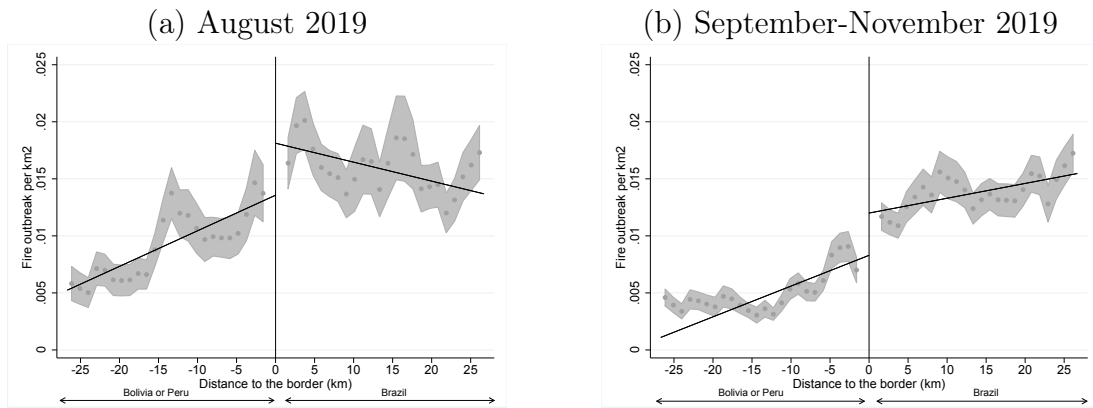 (a) August 2019
Fire outbreak per km2
.025
.02
.015
.01
.005
0
-25 -20 -15 -10 -5 0 5 10 15 20 25
Distance to the border (km)
Bolivia or Peru Brazil
(b) September-November 2019
Fire outbreak per km2
.025
.02
.015
.01
.005
0
-25 -20 -15 -10 -5 0 5 10 15 20 25
Distance to the border (km)
Bolivia or Peru Brazil